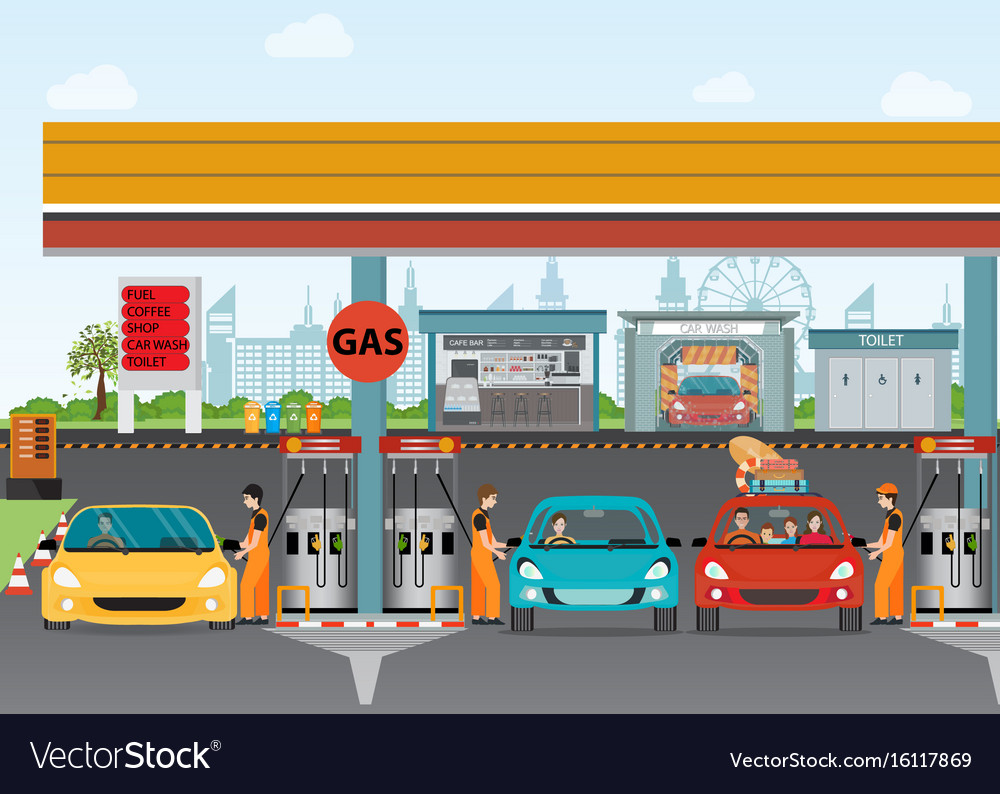 FUEL
COFFEE
SHOP
CAR WASH
TOILET
GAS
CAFE BAR
CAR WASH
TOILET
VectorStock®
VectorStock.com/16117869